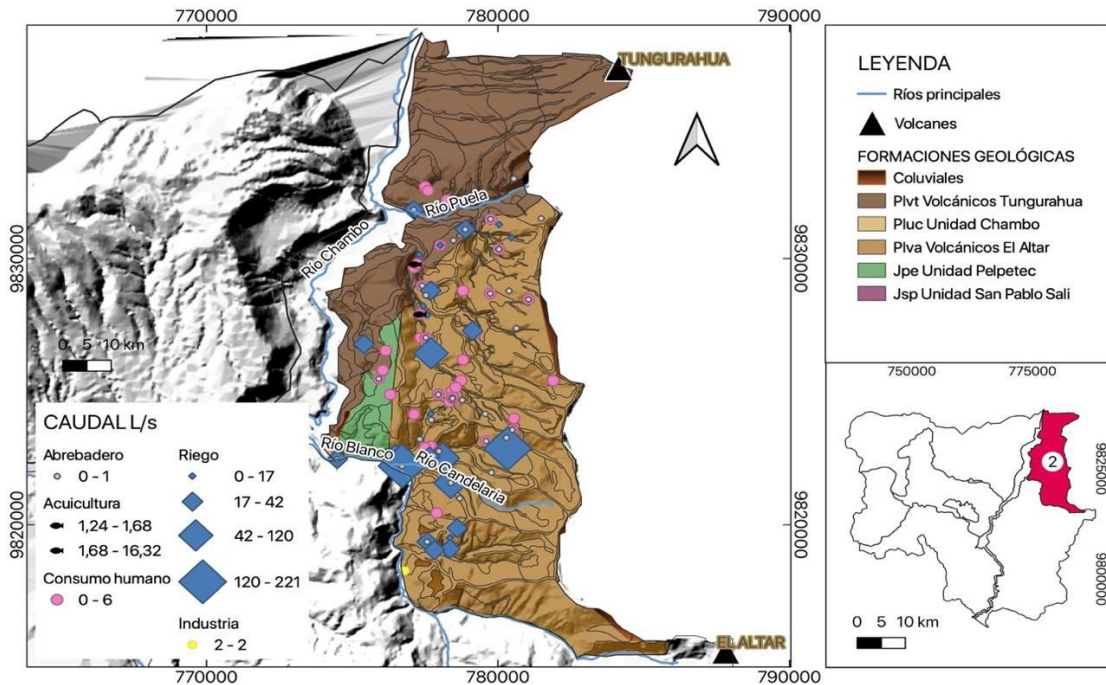 770000
780000
790000
TUNGURAHUA
Río Puela
Río Chambo
9830000
9830000
0 5 10 km
Río Blanco
Río Candelaria
9820000
9820000
EL ALTAR
770000
780000
790000
CAUDAL L/s
Abrebadero
0 - 1
Acuicultura
1,24 - 1,68
1,68 - 16,32
Consumo humano
0 - 6
Riego
0 - 17
17 - 42
42 - 120
120 - 221
Industria
2 - 2
LEYENDA
Ríos principales
Volcanes
FORMACIONES GEOLÓGICAS
Coluviales
Plvt Volcánicos Tungurahua
Pluc Unidad Chambo
Plva Volcánicos El Altar
Jpe Unidad Pelpetec
Jsp Unidad San Pablo Sali
7500000
7750000
2
9825000
9800000
0 5 10 km